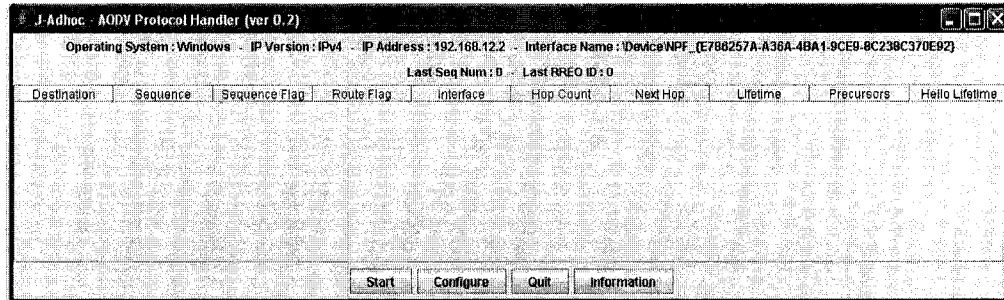 J-Adhoc - AODV Protocol Handler (ver 0.2)
Operating System : Windows - IP Version : IPv4 - IP Address : 192.168.12.2 - Interface Name : \Device\NPF_{E786257A-A36A-4BA1-9CE9-8C238C370E92}
Last Seq Num : 0 - Last RREQ ID : 0
Destination Sequence Sequence Flag Route Flag Interface Hop Count Next Hop Lifetime Precursors Hello Lifetime
Start Configure Quit Information